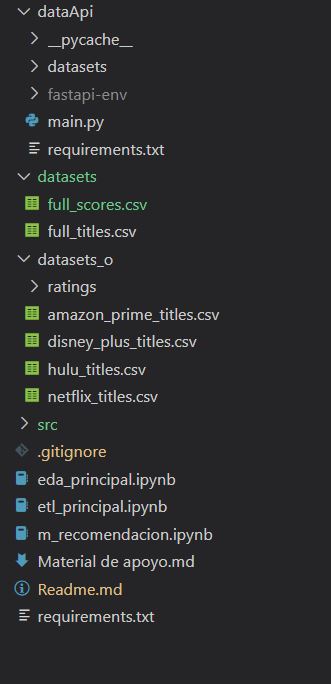 dataApi
__pycache__
datasets
fastapi-env
main.py
requirements.txt
datasets
full_scores.csv
full_titles.csv
datasets_o
ratings
amazon_prime_titles.csv
disney_plus_titles.csv
hulu_titles.csv
netflix_titles.csv
src
.gitignore
eda_principal.ipynb
etl_principal.ipynb
m_recomendacion.ipynb
Material de apoyo.md
Readme.md
requirements.txt